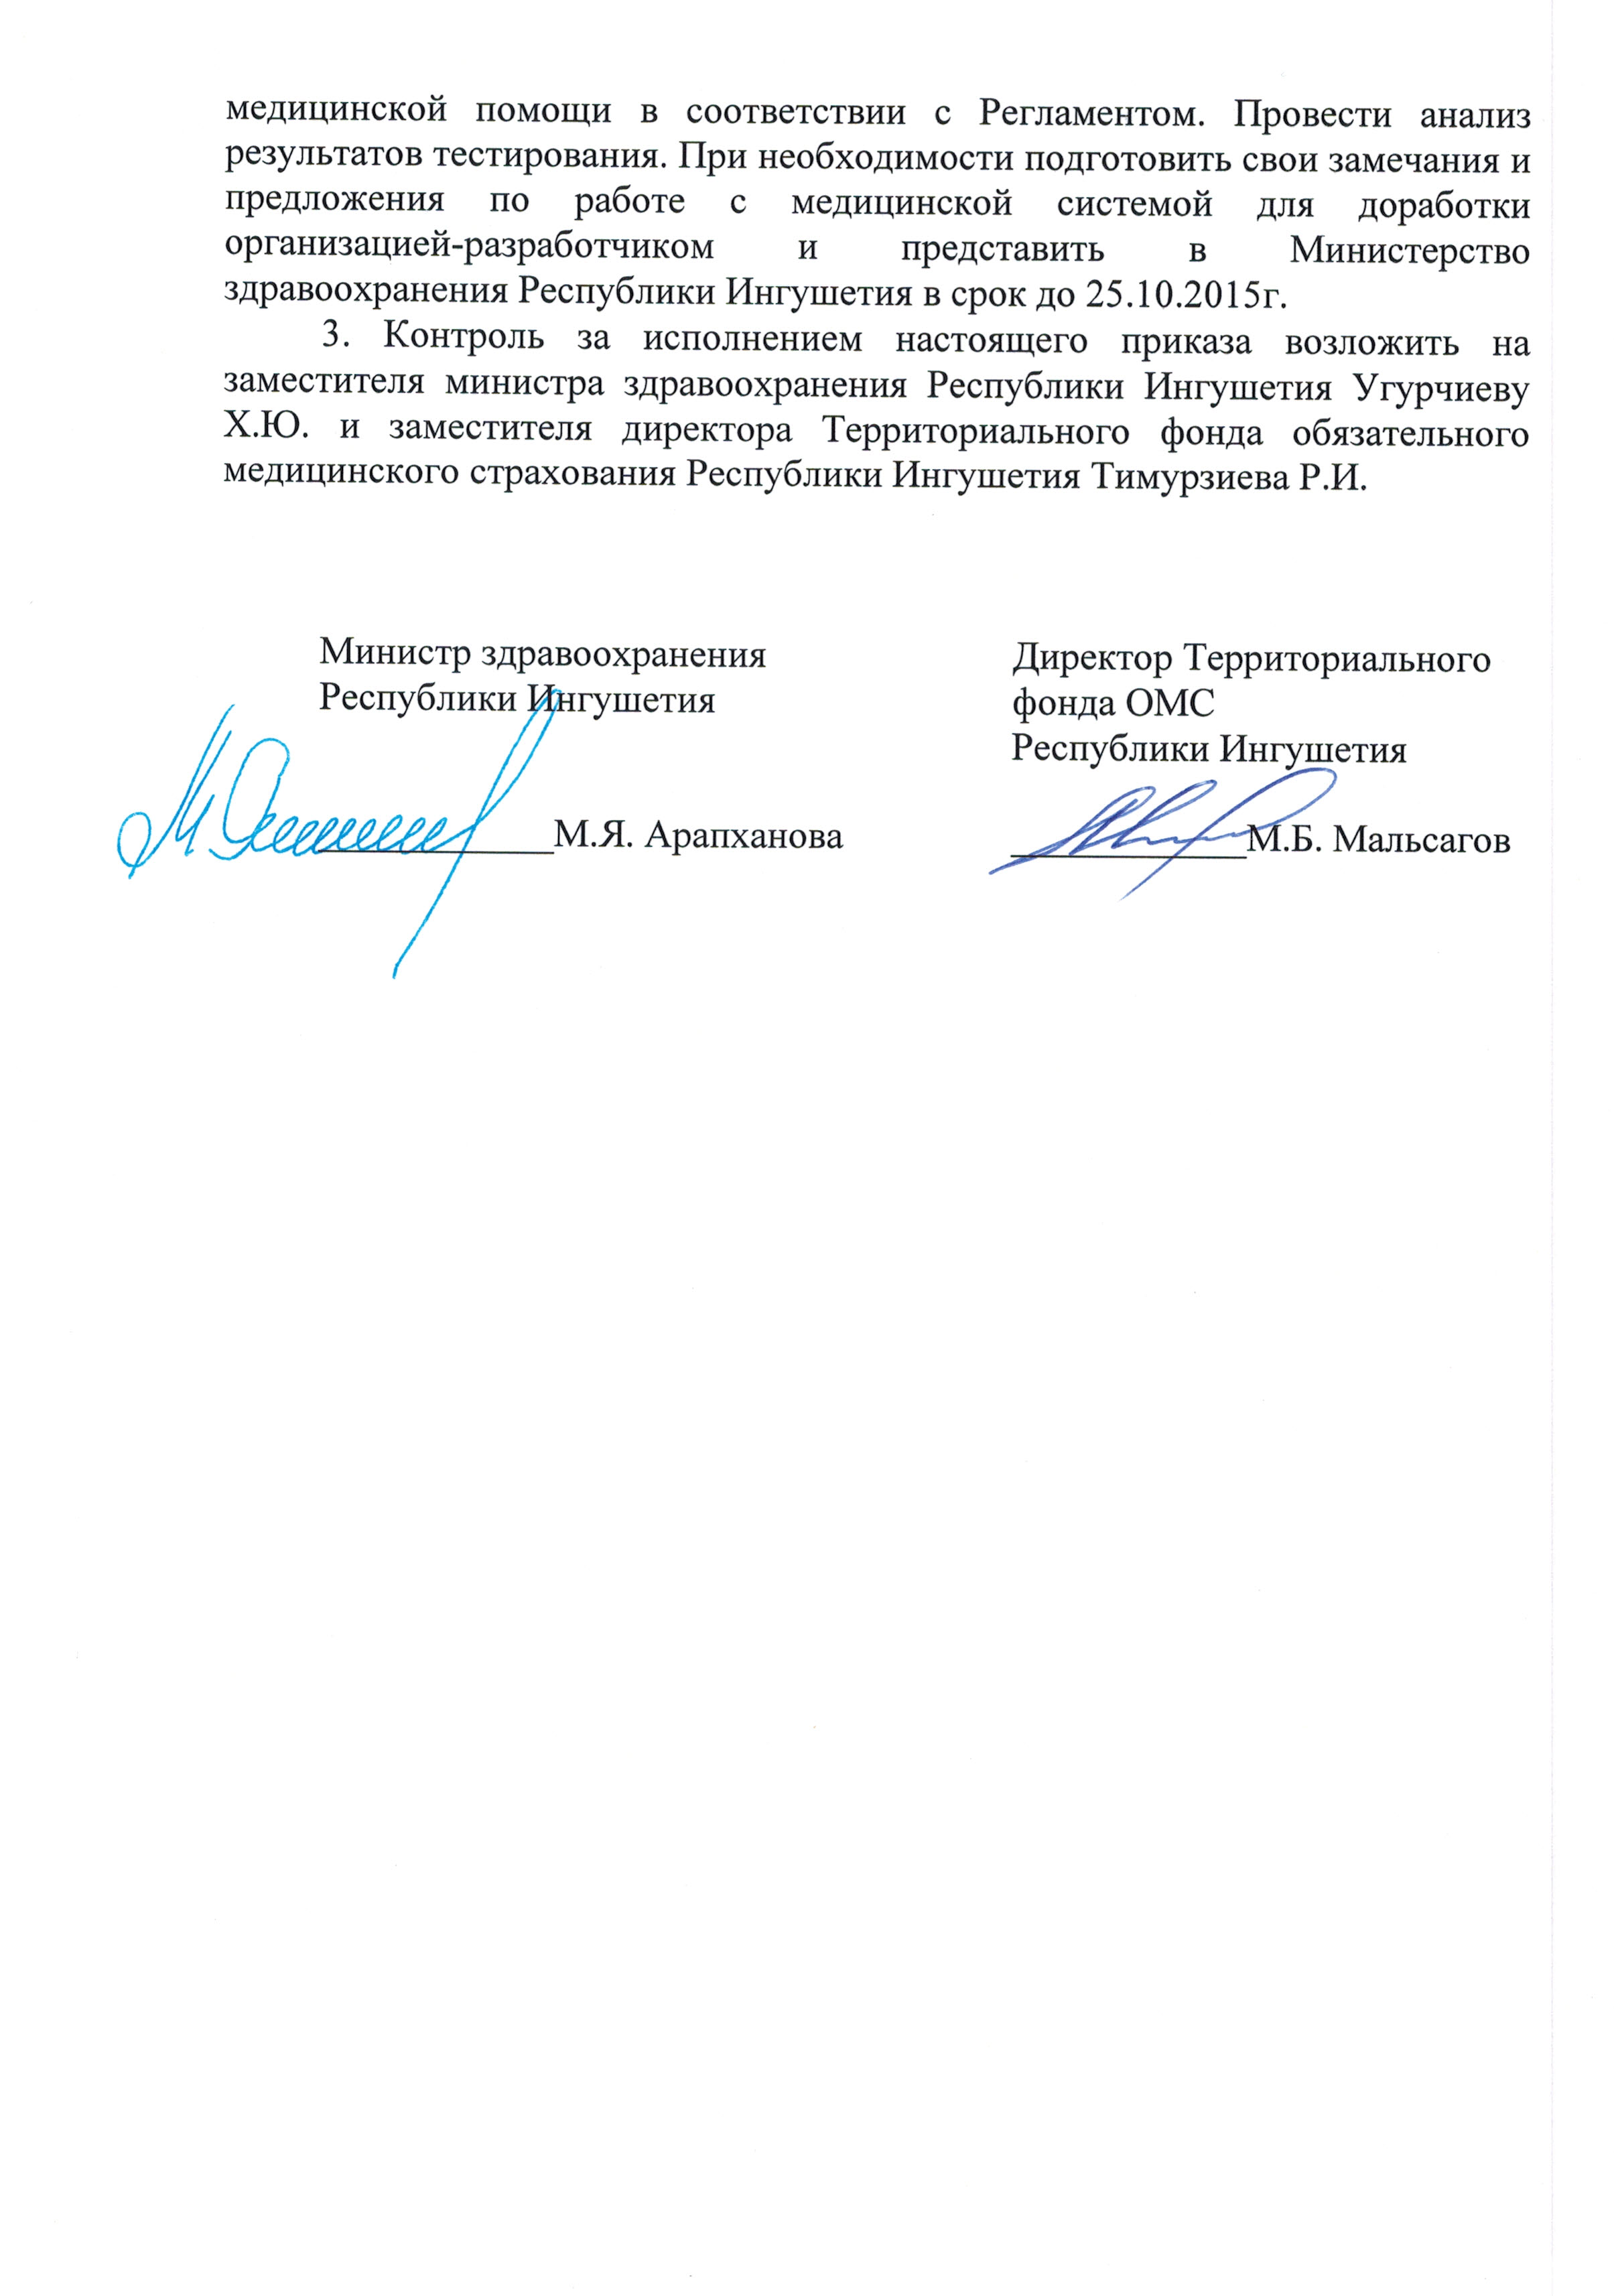 медицинской помощи в соответствии с Регламентом. Провести анализ
результатов тестирования. При необходимости подготовить свои замечания и
предложения по работе с медицинской системой для доработки
организацией-разработчиком и представить в Министерство
здравоохранения Республики Ингушетия в срок до 25.10.2015г.
3. Контроль за исполнением настоящего приказа возложить на
заместителя министра здравоохранения Республики Ингушетия Угурчиеву
Х.Ю. и заместителя директора Территориального фонда обязательного
медицинского страхования Республики Ингушетия Тимурзиева Р.И.
Министр здравоохранения
Республики Ингушетия
М.Я. Арапханова
Директор Территориального
фонда ОМС
Республики Ингушетия
М.Б. Мальсагов